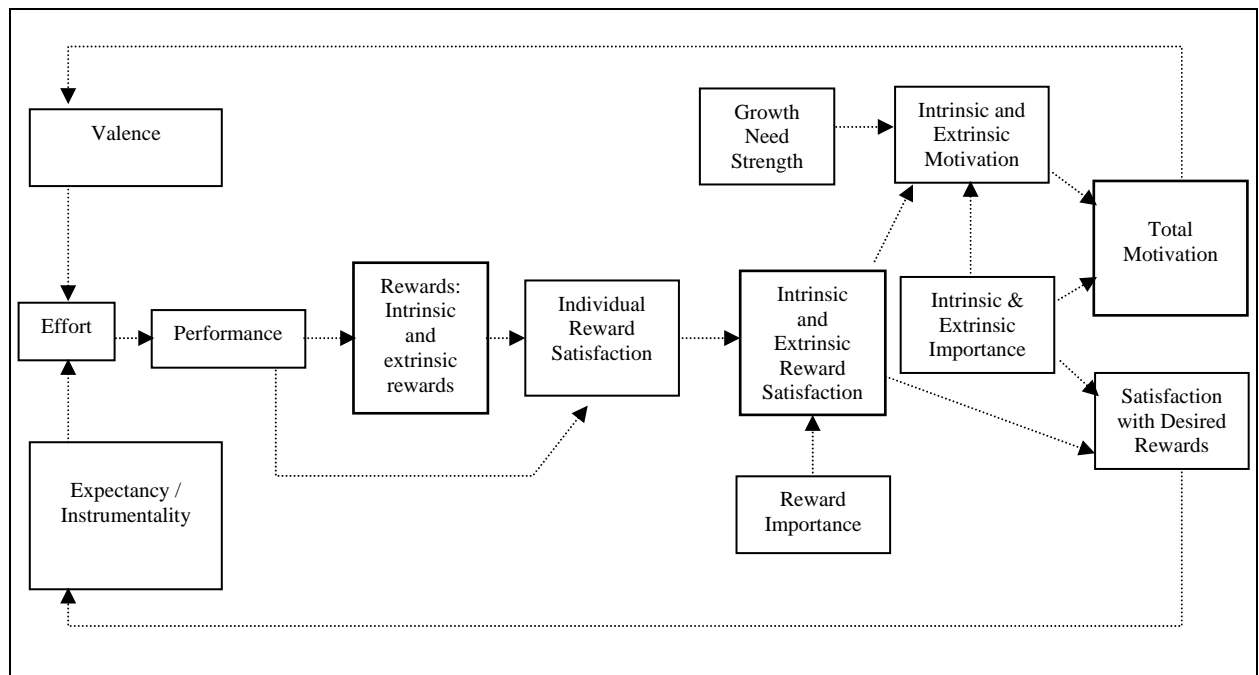 Valence
Growth
Need
Strength
Intrinsic and
Extrinsic
Motivation
Total
Motivation
Effort
Performance
Rewards:
Intrinsic
and
extrinsic
rewards
Individual
Reward
Satisfaction
Intrinsic
and
Extrinsic
Reward
Satisfaction
Intrinsic &
Extrinsic
Importance
Satisfaction
with Desired
Rewards
Expectancy /
Instrumentality
Reward
Importance